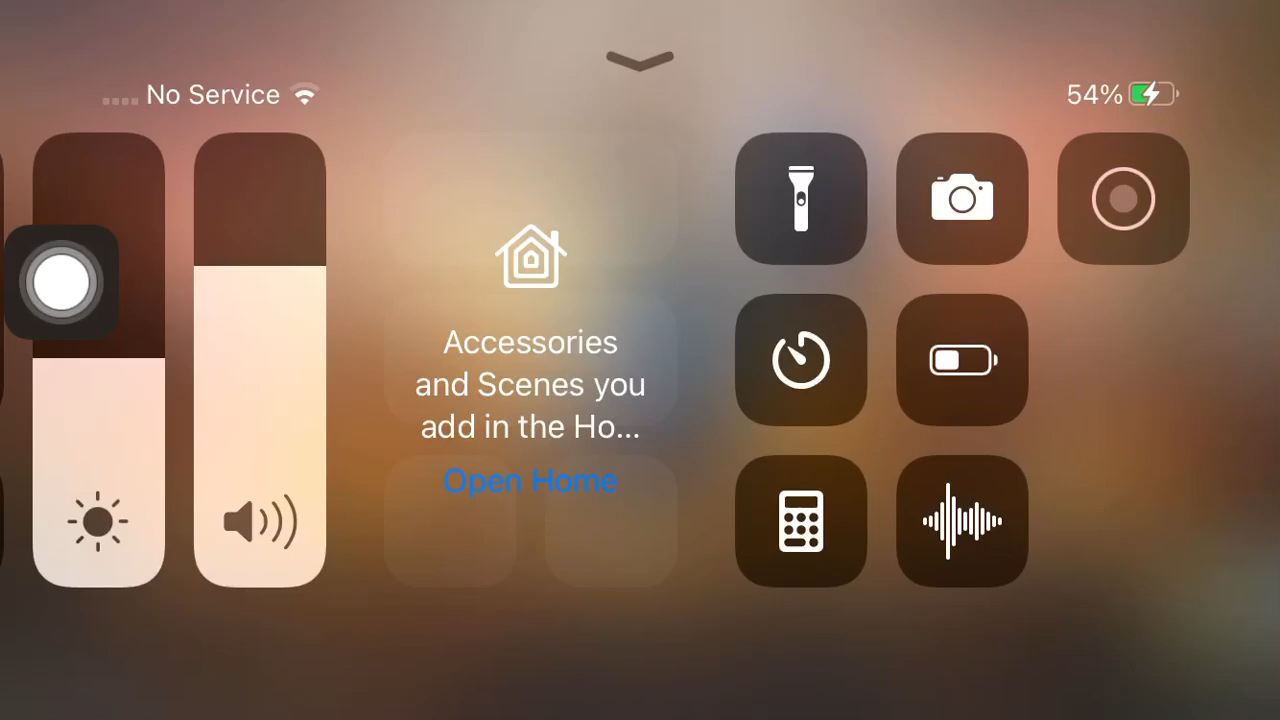 No Service
54%
Accessories
and Scenes you
add in the Ho...
Open Home